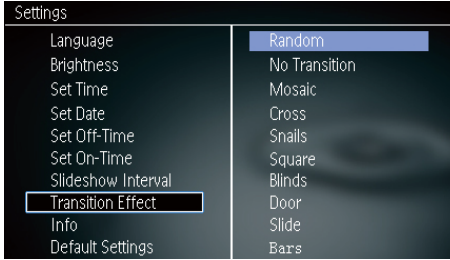 Settings
Language
Brightness
Set Time
Set Date
Set Off-Time
Set On-Time
Slideshow Interval
Transition Effect
Info
Default Settings
Random
No Transition
Mosaic
Cross
Snails
Square
Blinds
Door
Slide
Bars